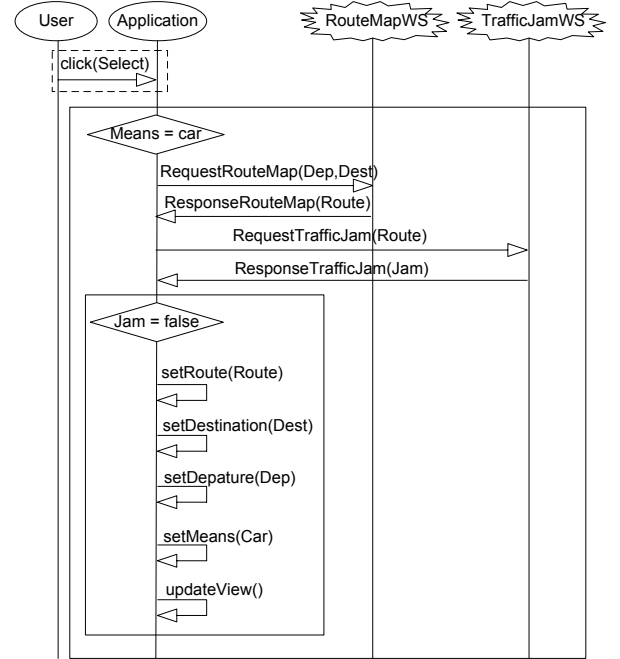 User
Application
RouteMapWS
TrafficJamWS
click(Select)
Means = car
RequestRouteMap(Dep,Dest)
ResponseRouteMap(Route)
RequestTrafficJam(Route)
ResponseTrafficJam(Jam)
Jam = false
setRoute(Route)
setDestination(Dest)
setDepature(Dep)
setMeans(Car)
updateView()